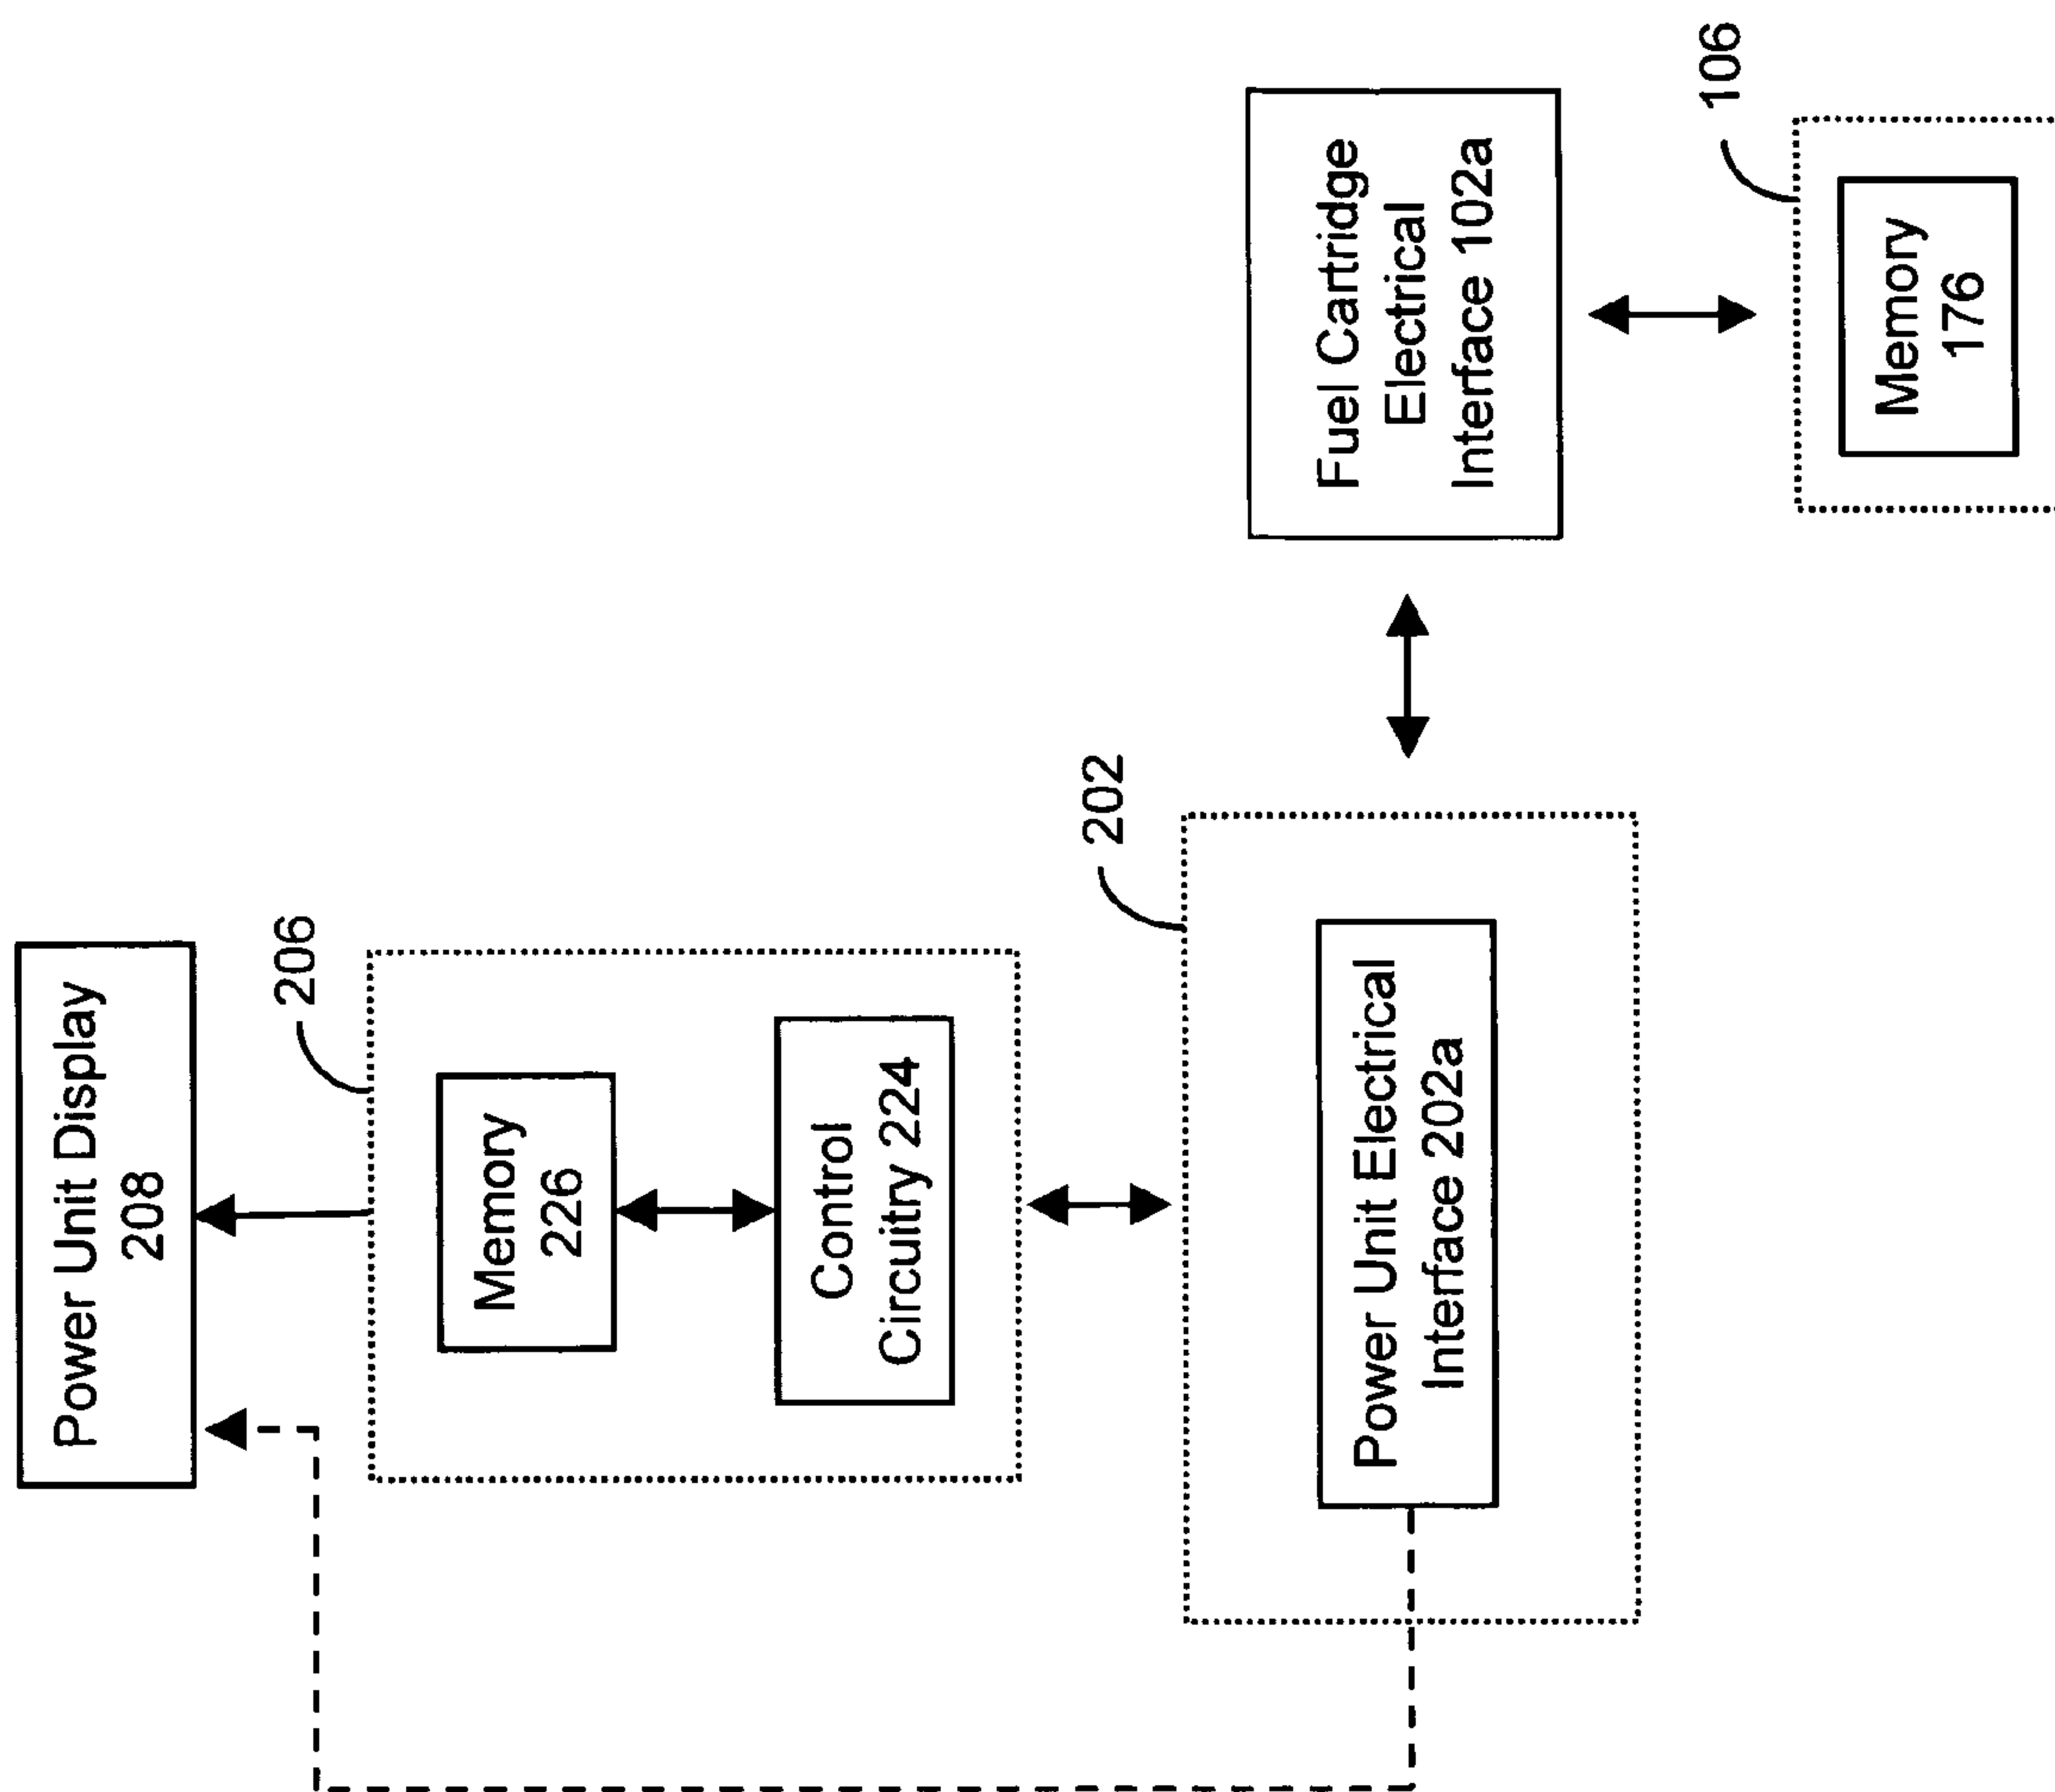 Power Unit Display
208
206
Memory
226
Control
Circuitry 224
202
Power Unit Electrical
Interface 202a
Fuel Cartridge
Electrical
Interface 102a
106
Memory
176